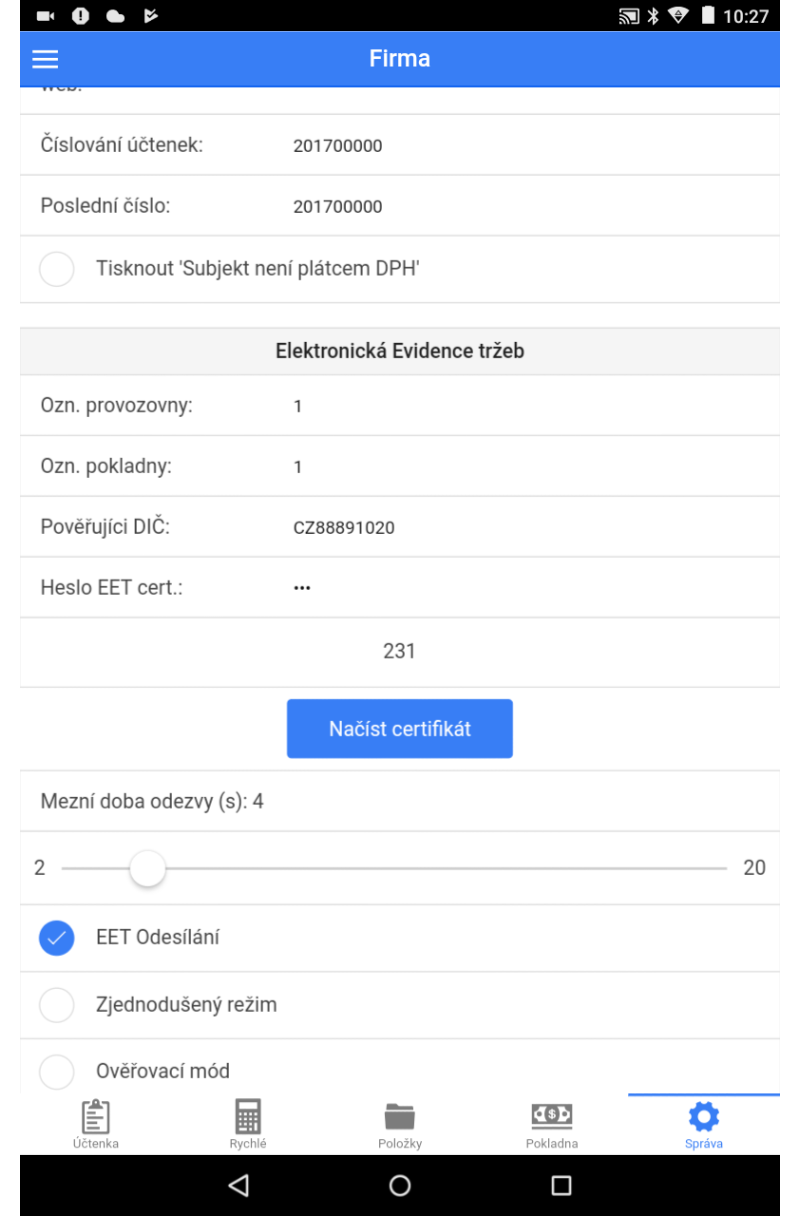 10:27
Firma
web:
Číslování účtenek: 201700000
Poslední číslo: 201700000
Tisknout 'Subjekt není plátcem DPH'
Elektronická Evidence tržeb
Ozn. provozovny: 1
Ozn. pokladny: 1
Pověřujíci DIČ: CZ88891020
Heslo EET cert.: •••
231
Načíst certifikát
Mezní doba odezvy (s): 4
2 20
EET Odesílání
Zjednodušený režim
Ověřovací mód
Účtenka Rychlé Položky Pokladna Správa